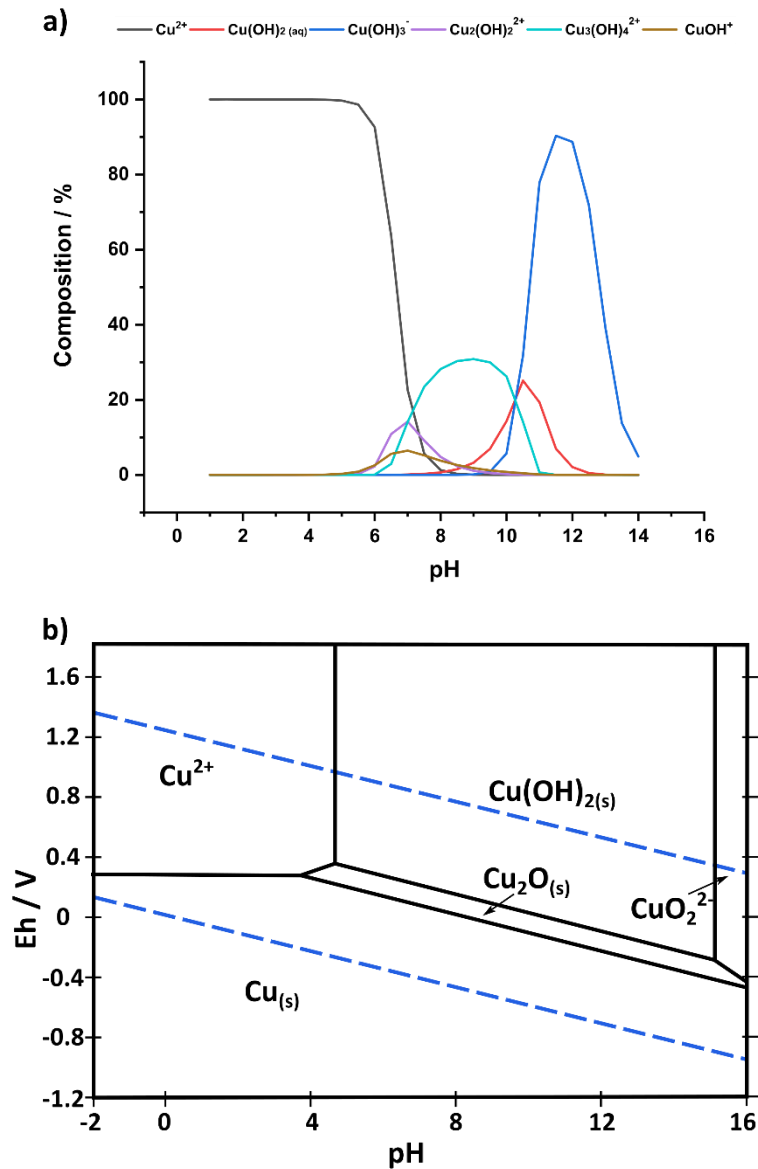 a)
Cu²⁺ Cu(OH)₂ (aq) Cu(OH)₃⁻ Cu₂(OH)₂²⁺ Cu₃(OH)₄²⁺ CuOH⁺
100
80
60
40
20
0
Composition / %
0 2 4 6 8 10 12 14 16
pH
b)
1.6
1.2
0.8
0.4
0
-0.4
-0.8
-1.2
Eh / V
Cu²⁺
Cu(OH)₂₍ₛ₎
Cu₂O₍ₛ₎
CuO₂²⁻
Cu₍ₛ₎
-2 0 4 8 12 16
pH